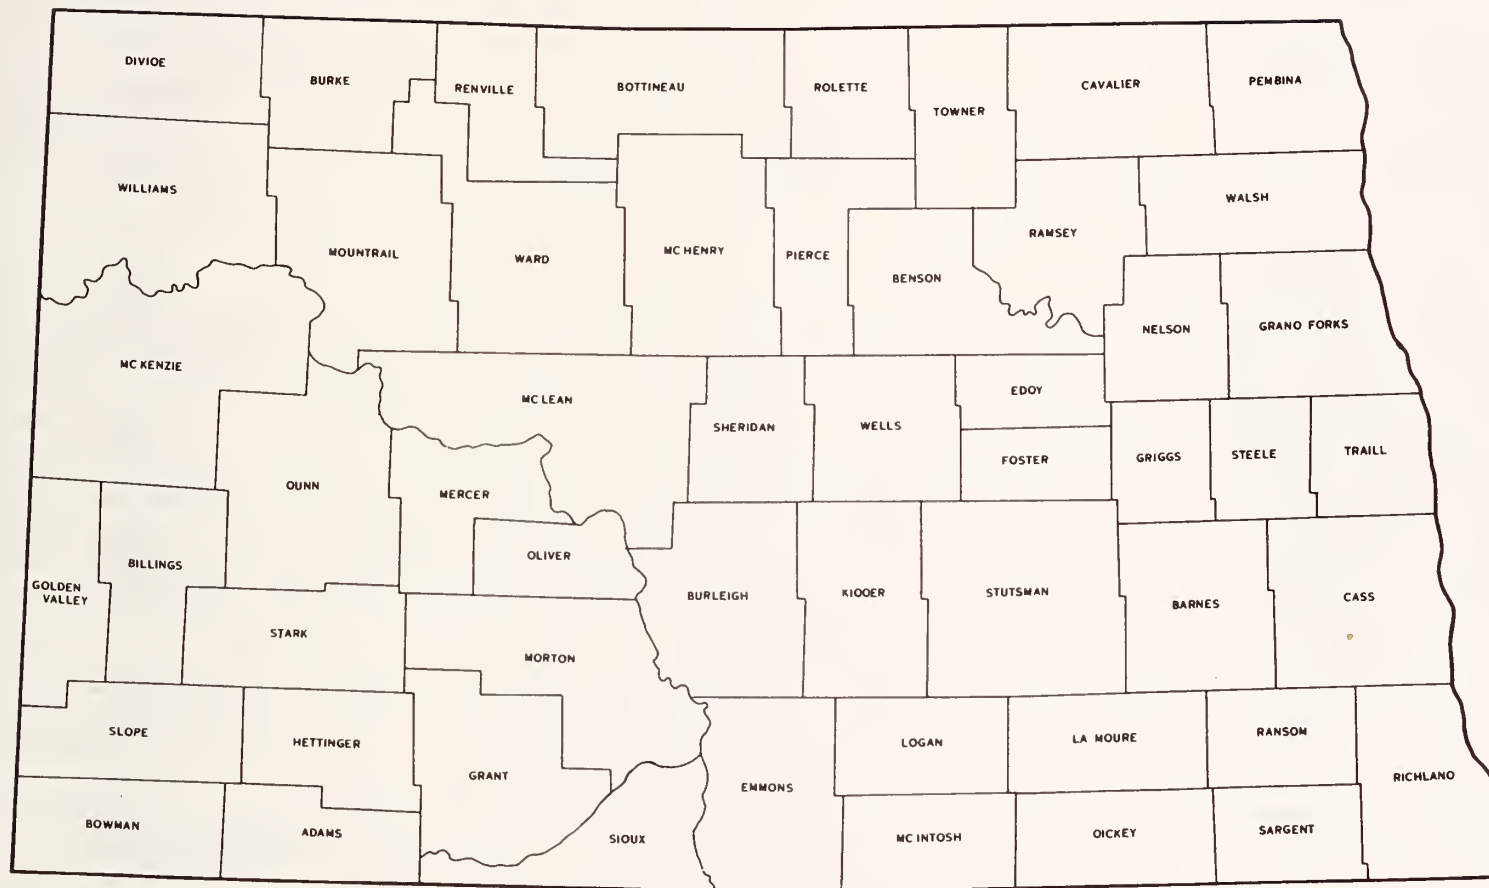 DIVIOE
BURKE
RENVILLE
BOTTINEAU
ROLETTE
TOWNER
CAVALIER
PEMBINA
WILLIAMS
MOUNTRAIL
WARD
MC HENRY
PIERCE
BENSON
RAMSEY
WALSH
NELSON
GRANO FORKS
MC KENZIE
MC LEAN
SHERIDAN
WELLS
EDOY
FOSTER
GRIGGS
STEELE
TRAILL
OUNN
MERCER
OLIVER
GOLDEN
VALLEY
BILLINGS
STARK
MORTON
BURLEIGH
KIOOER
STUTSMAN
BARNES
CASS
SLOPE
HETTINGER
GRANT
EMMONS
LOGAN
LA MOURE
RANSOM
RICHLANO
BOWMAN
ADAMS
SIOUX
MC INTOSH
OICKEY
SARGENT